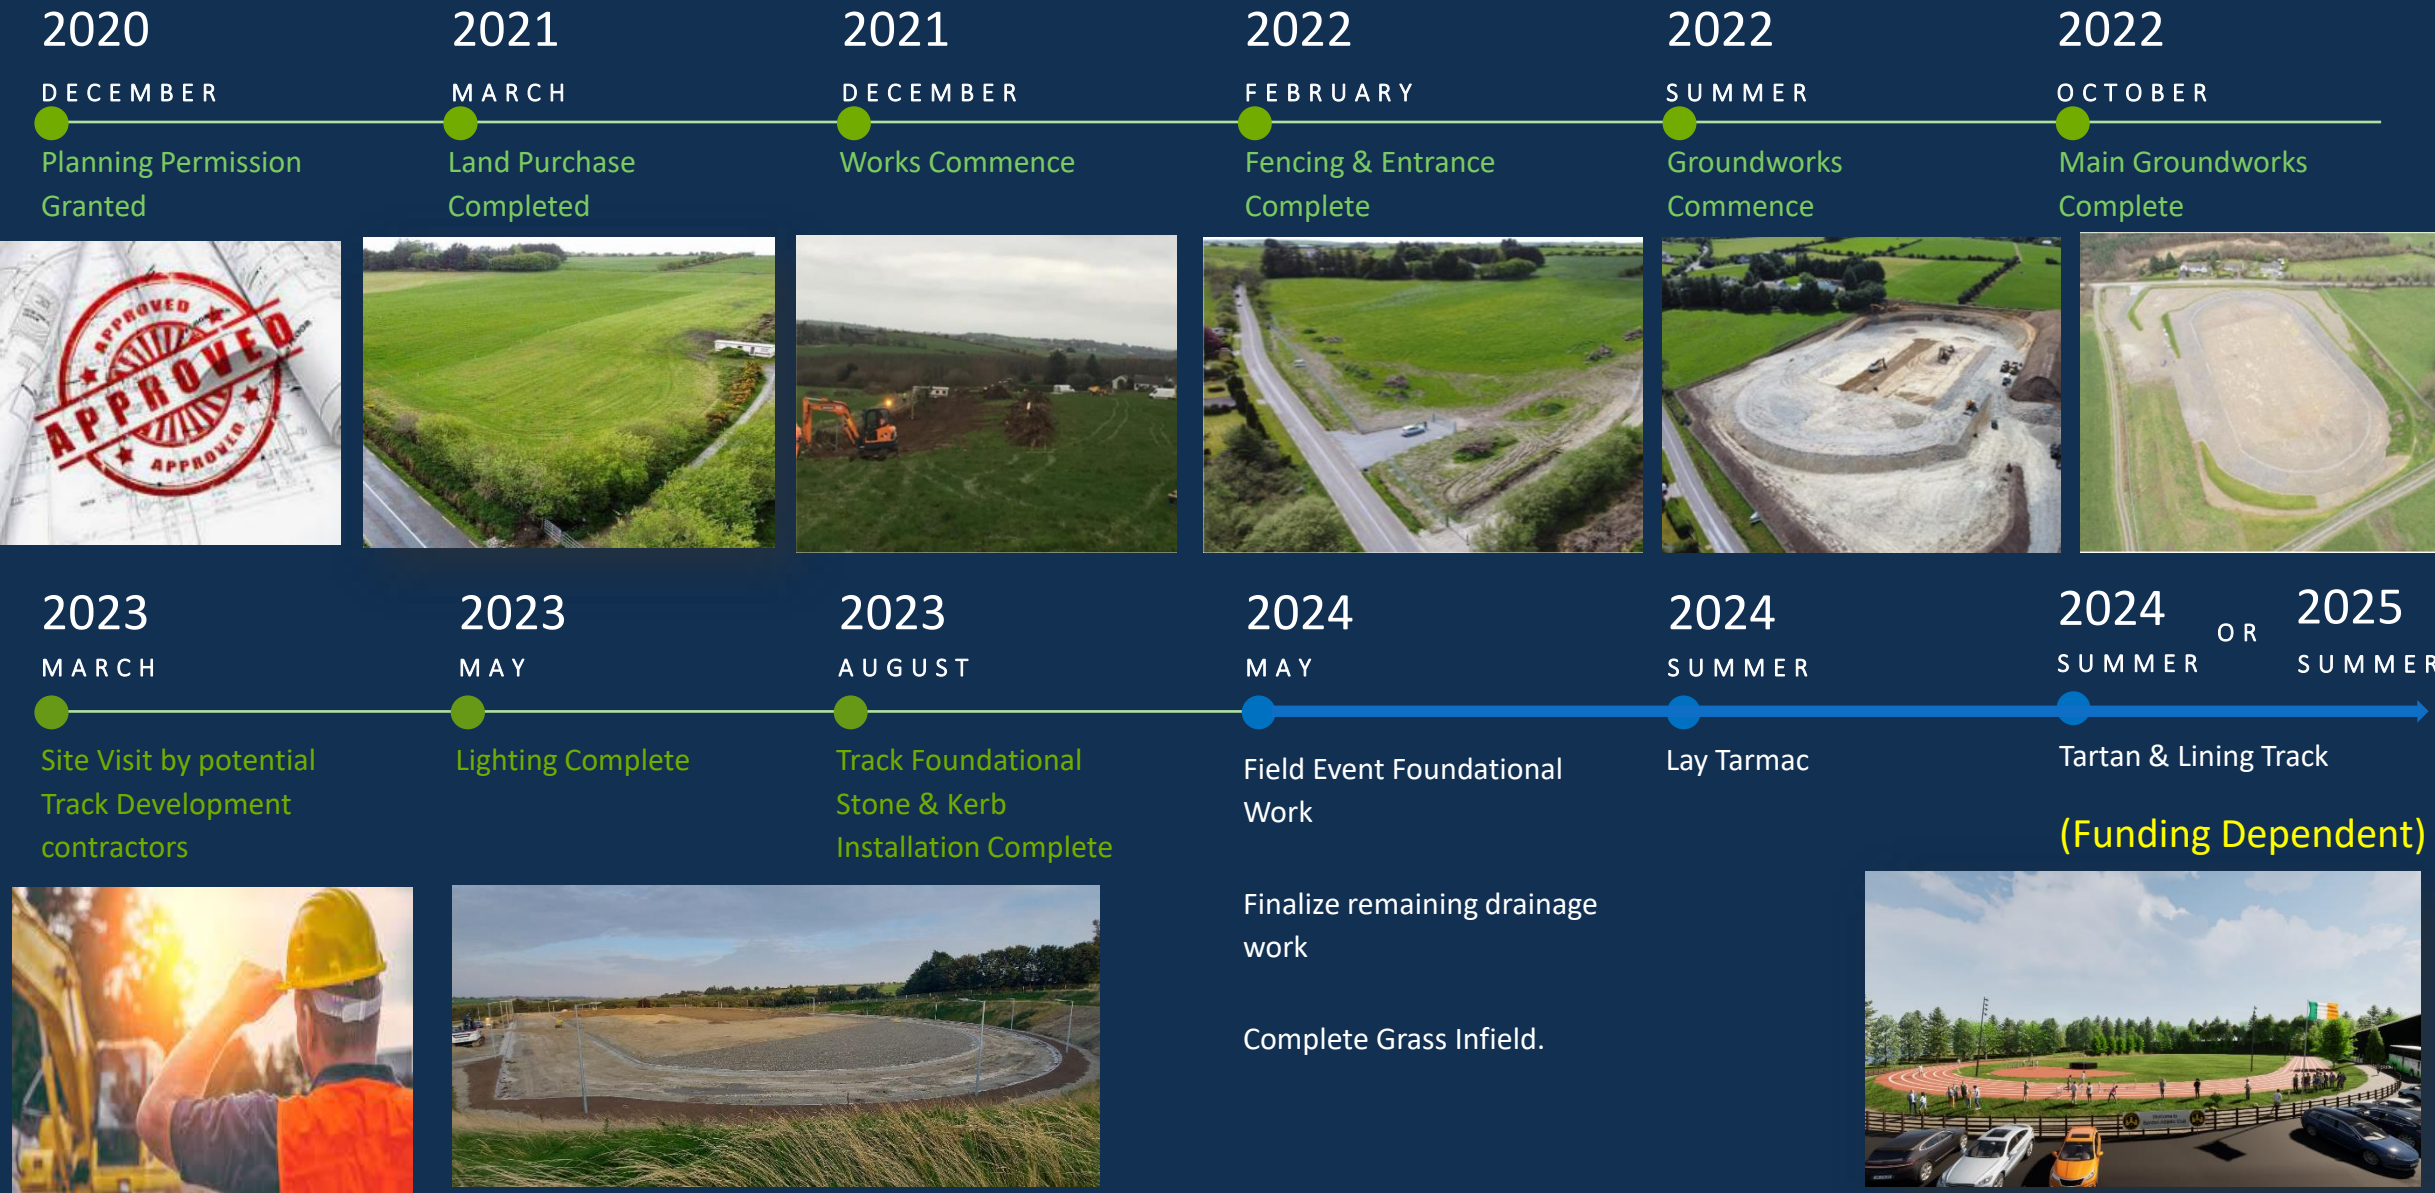 2020
DECEMBER
Planning Permission
Granted
2021
MARCH
Land Purchase
Completed
2021
DECEMBER
Works Commence
2022
FEBRUARY
Fencing & Entrance
Complete
2022
SUMMER
Groundworks
Commence
2022
OCTOBER
Main Groundworks
Complete
APPROVED
APPROVED
APPROVED
2023
MARCH
Site Visit by potential
Track Development
contractors
2023
MAY
Lighting Complete
2023
AUGUST
Track Foundational
Stone & Kerb
Installation Complete
2024
MAY
Field Event Foundational
Work
Finalize remaining drainage
work
Complete Grass Infield.
2024
SUMMER
Lay Tarmac
2024
SUMMER
OR
2025
SUMMER
Tartan & Lining Track
(Funding Dependent)